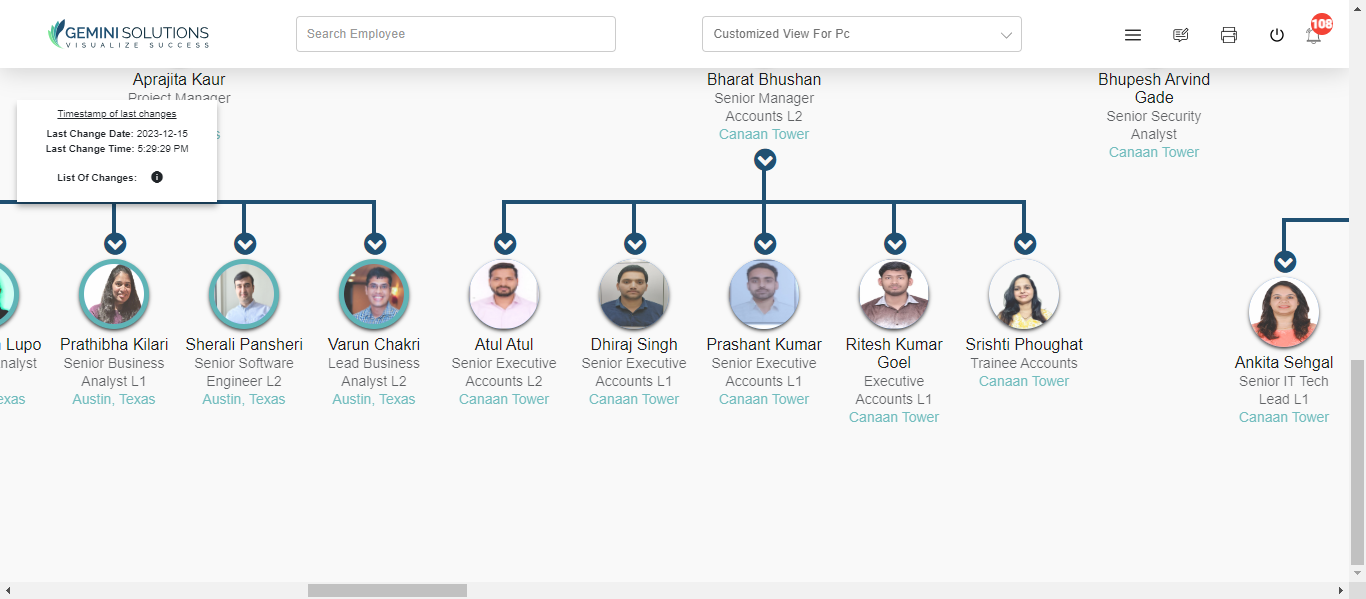 GEMINI SOLUTIONS
VISUALIZE SUCCESS
Search Employee
Customized View For Pc
108
Aprajita Kaur
Project Manager
Timestamp of last changes
Last Change Date: 2023-12-15
Last Change Time: 5:29:29 PM
List Of Changes:
Bharat Bhushan
Senior Manager
Accounts L2
Canaan Tower
Bhupesh Arvind
Gade
Senior Security
Analyst
Canaan Tower
Lupo
Prathibha Kilari
Senior Business
Analyst L1
Austin, Texas
Sherali Pansheri
Senior Software
Engineer L2
Austin, Texas
Varun Chakri
Lead Business
Analyst L2
Austin, Texas
Atul Atul
Senior Executive
Accounts L2
Canaan Tower
Dhiraj Singh
Senior Executive
Accounts L1
Canaan Tower
Prashant Kumar
Senior Executive
Accounts L1
Canaan Tower
Ritesh Kumar
Goel
Executive
Accounts L1
Canaan Tower
Srishti Phoughat
Trainee Accounts
Canaan Tower
Ankita Sehgal
Senior IT Tech
Lead L1
Canaan Tower